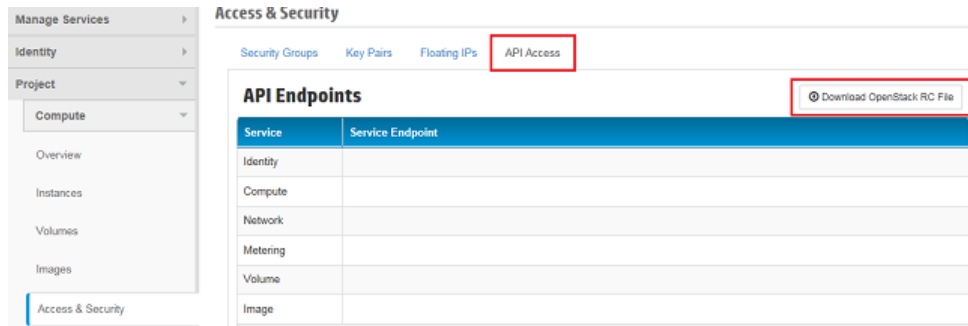 Manage Services
Identity
Project
Compute
Overview
Instances
Volumes
Images
Access & Security
Access & Security
Security Groups Key Pairs Floating IPs API Access
API Endpoints
Download OpenStack RC File
Service Service Endpoint
Identity
Compute
Network
Metering
Volume
Image